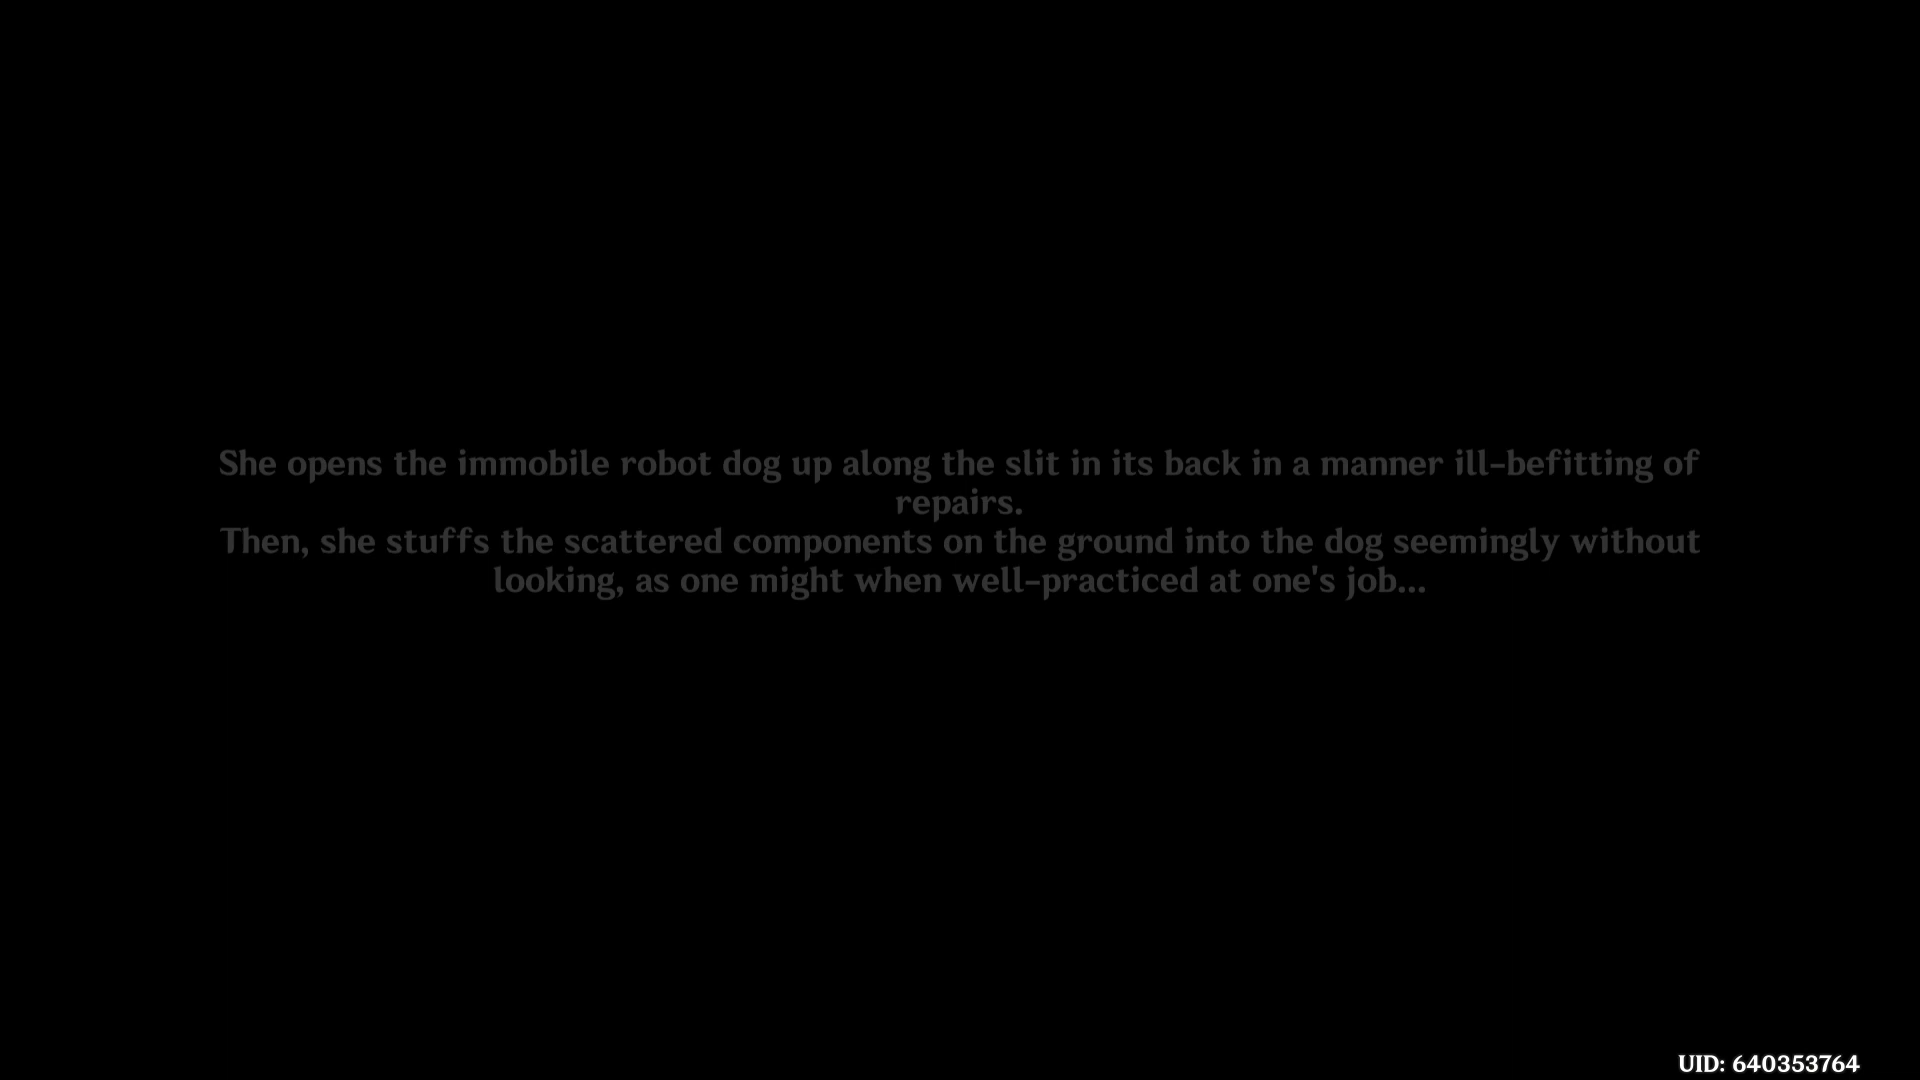 She opens the immobile robot dog up along the slit in its back in a manner ill-befitting of
repairs.
Then, she stuffs the scattered components on the ground into the dog seemingly without
looking, as one might when well-practiced at one's job...
UID: 640353764